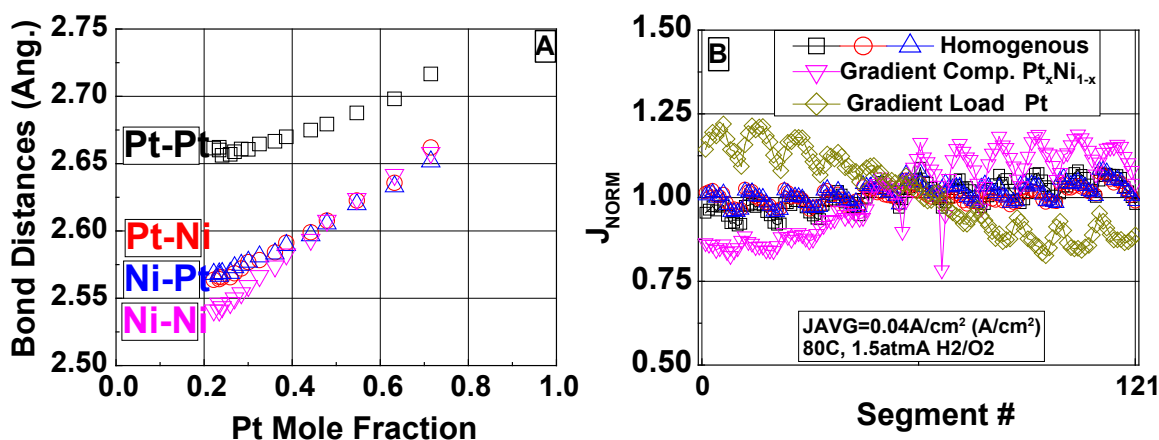 A
Bond Distances (Ang.)
2.75
2.70
2.65
2.60
2.55
2.50
Pt-Pt
Pt-Ni
Ni-Pt
Ni-Ni
0.0 0.2 0.4 0.6 0.8 1.0
Pt Mole Fraction
B
J_NORM
1.50
1.25
1.00
0.75
0.50
Homogenous
Gradient Comp. Pt_xNi_{1-x}
Gradient Load Pt
JAVG=0.04A/cm² (A/cm²)
80C, 1.5atmA H2/O2
0 121
Segment #